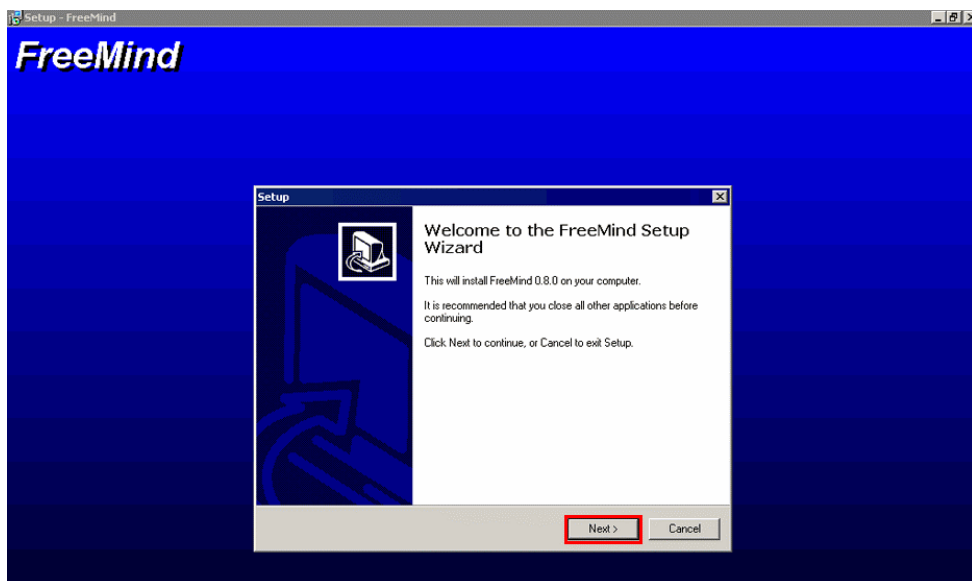 Setup - FreeMind
FreeMind
Setup
Welcome to the FreeMind Setup
Wizard
This will install FreeMind 0.8.0 on your computer.
It is recommended that you close all other applications before
continuing.
Click Next to continue, or Cancel to exit Setup.
Next >
Cancel